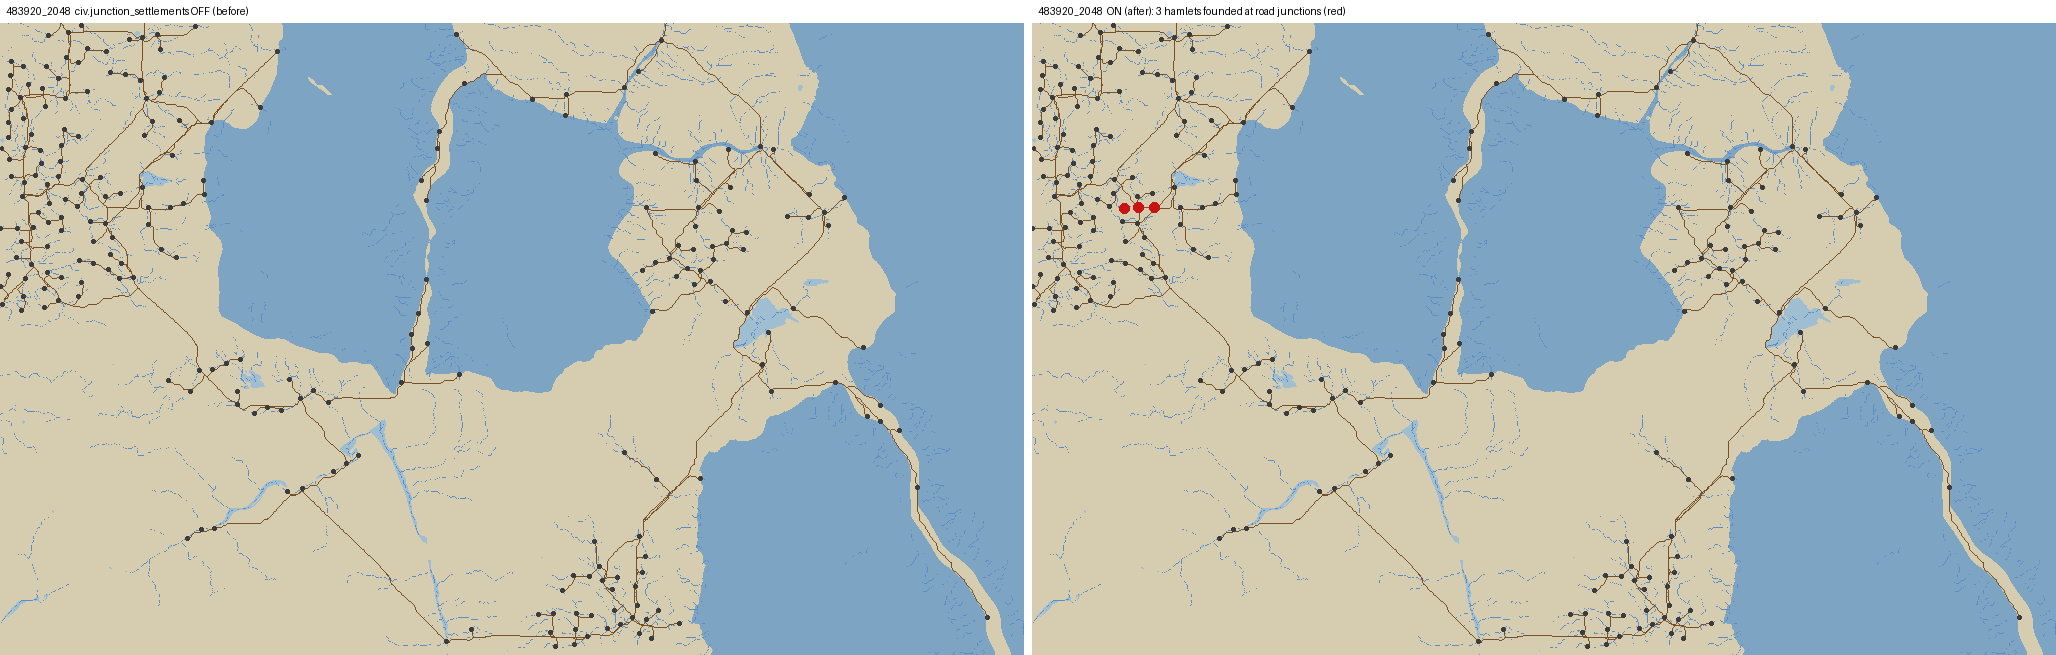 483920_2048 civ.junction_settlements OFF (before)
483920_2048 ON (after): 3 hamlets founded at road junctions (red)